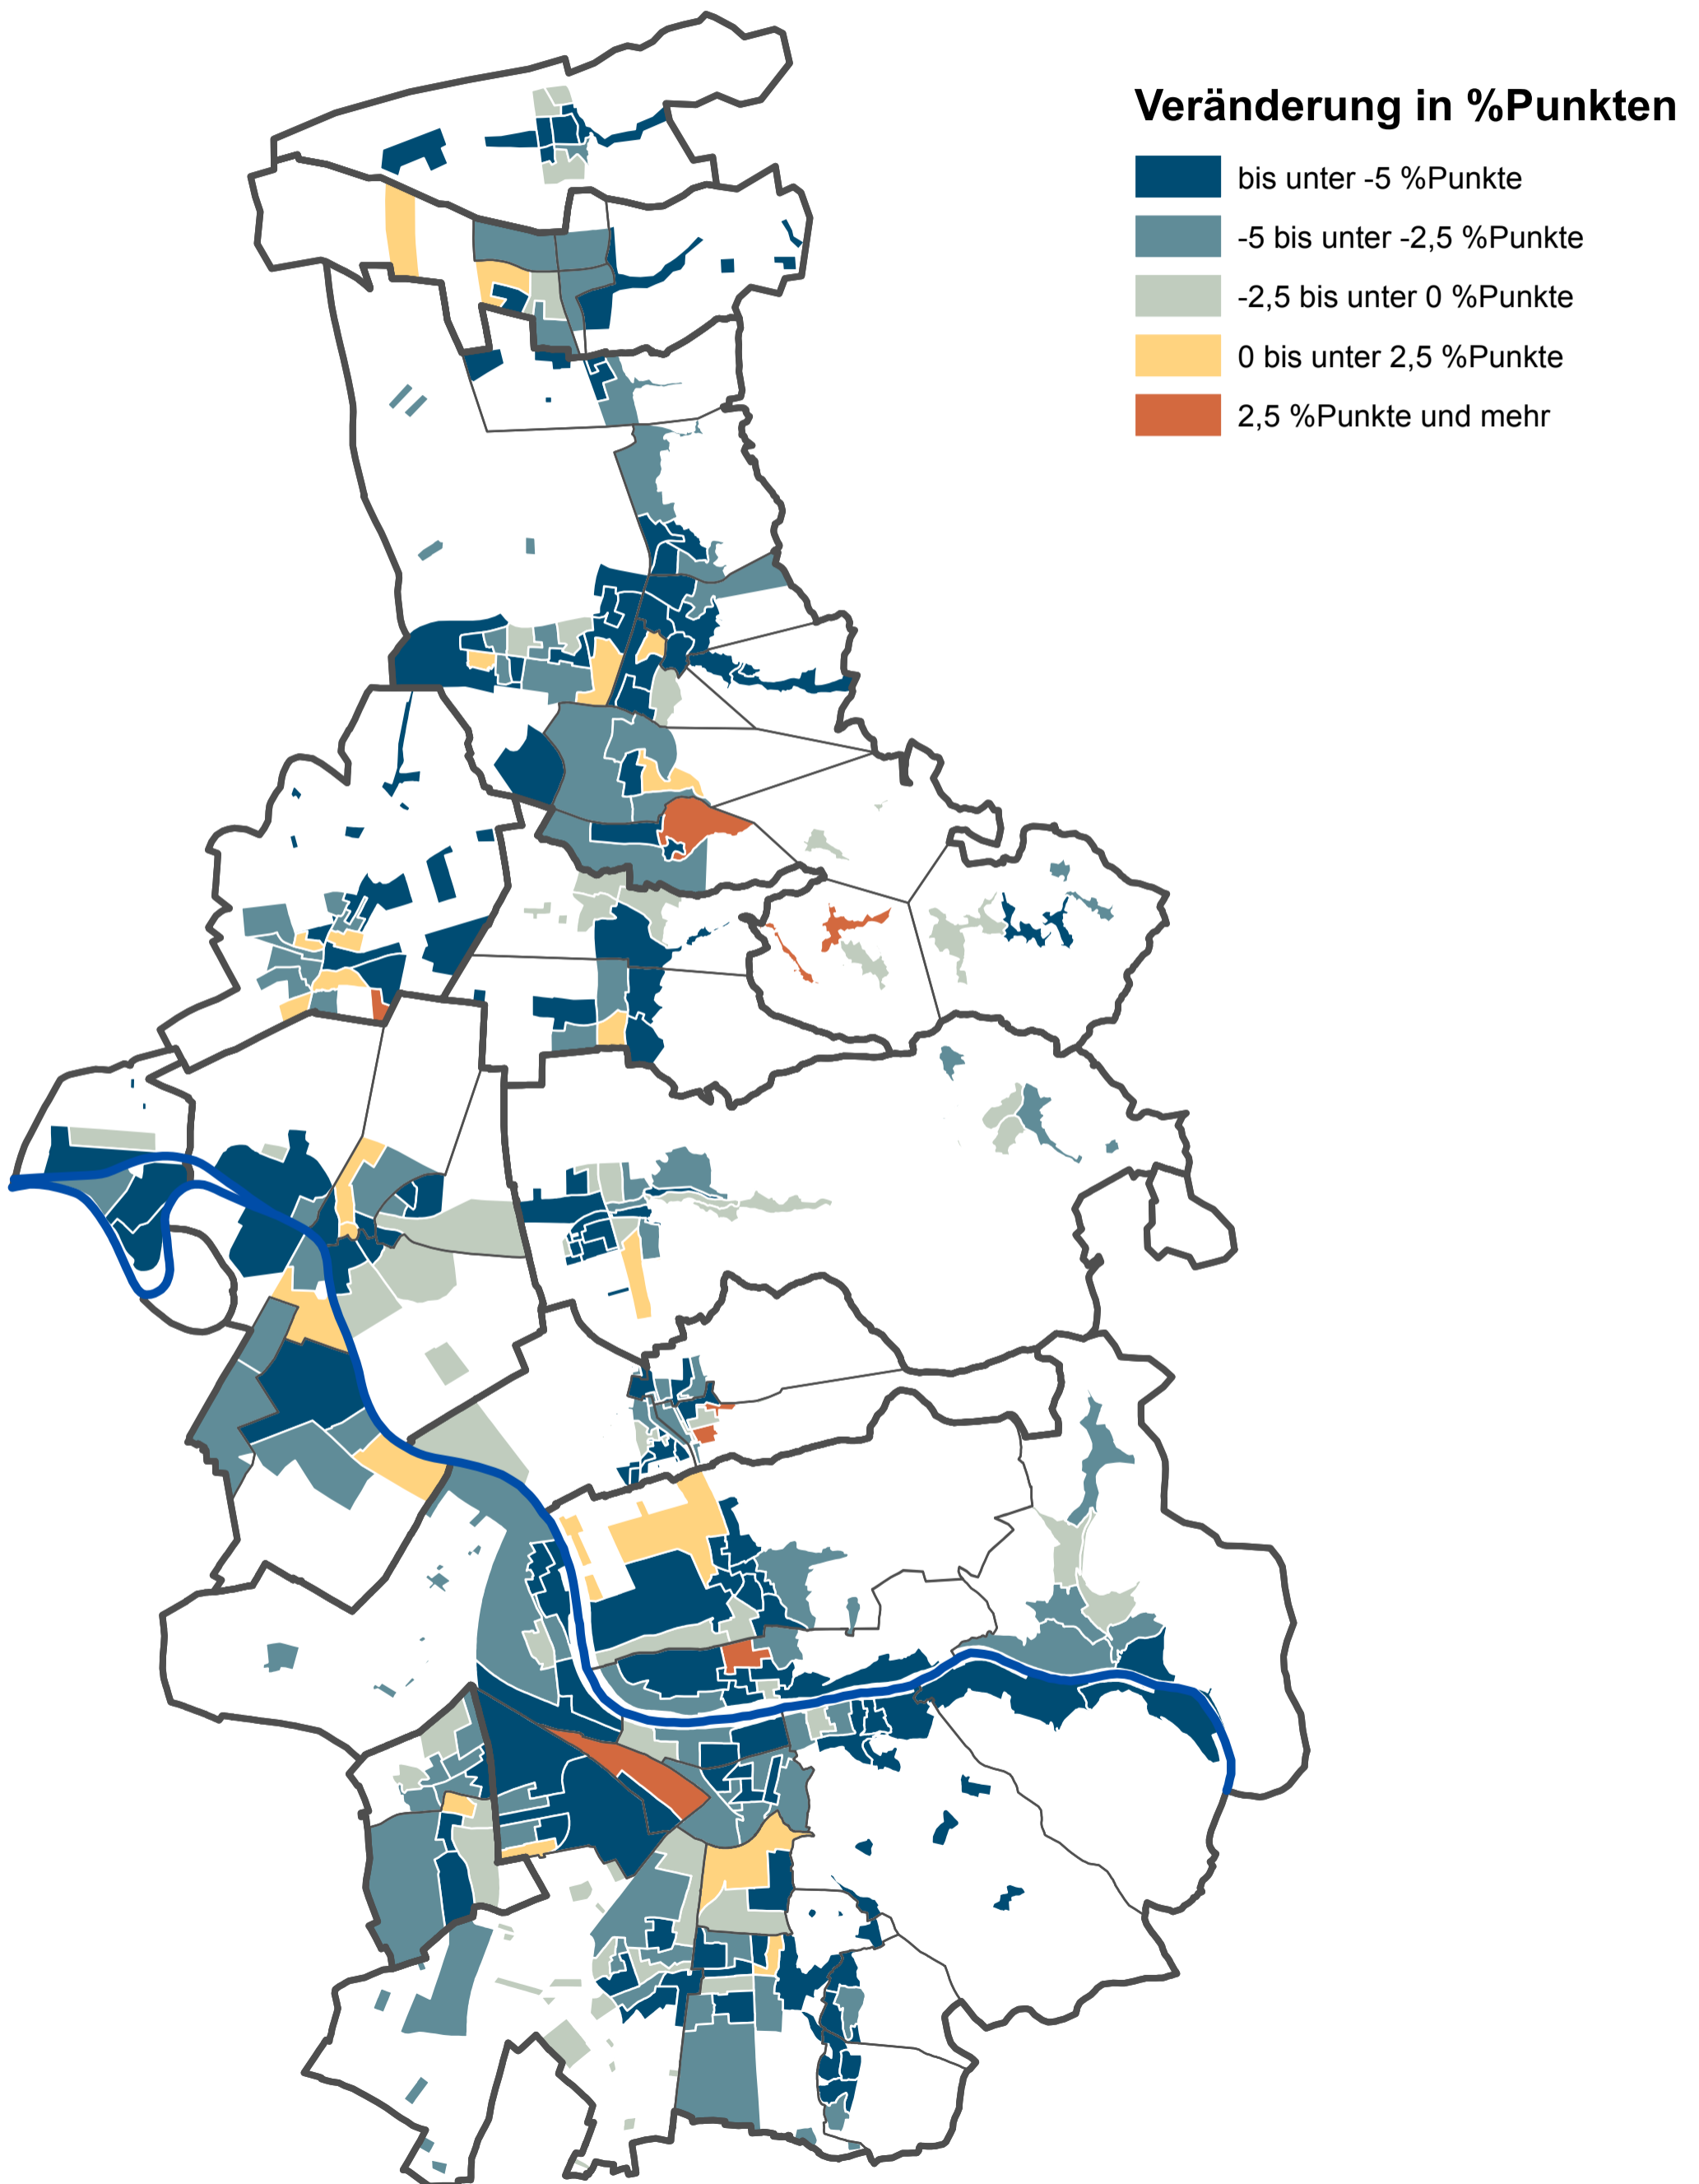 Veränderung in %Punkten
bis unter -5 %Punkte
-5 bis unter -2,5 %Punkte
-2,5 bis unter 0 %Punkte
0 bis unter 2,5 %Punkte
2,5 %Punkte und mehr